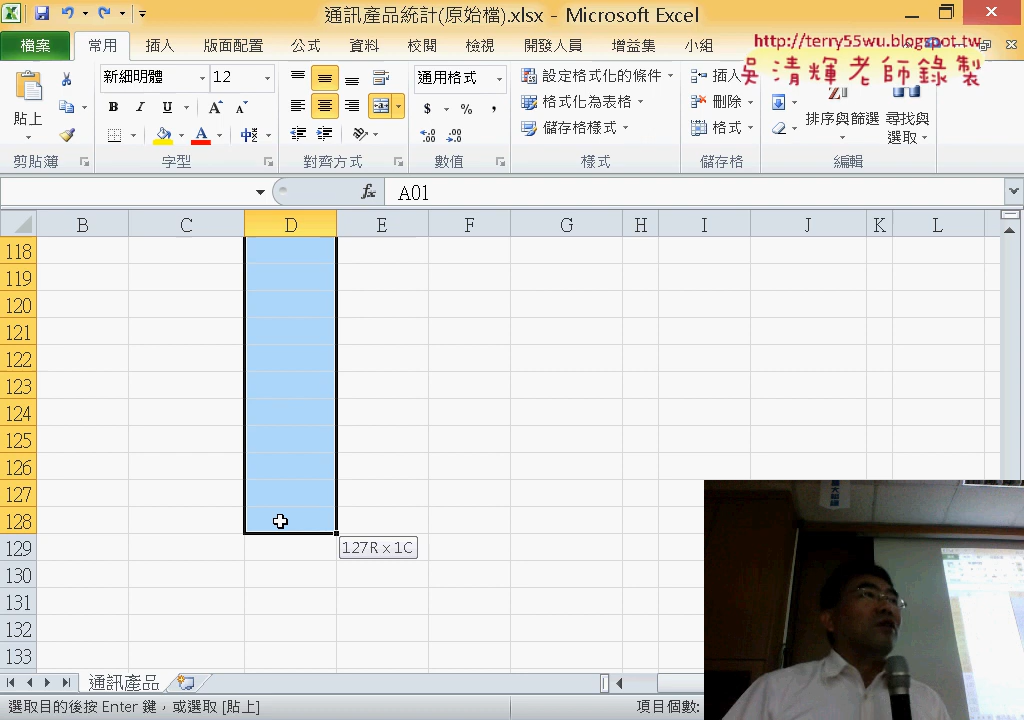 通訊產品統計(原始檔).xlsx - Microsoft Excel
檔案 常用 插入 版面配置 公式 資料 校閱 檢視 開發人員 增益集 小組
http://terry55wu.blogspot.tw
吳清輝老師錄製
貼上
新細明體 12
B I U A A
通用格式
$ % ,
設定格式化的條件
格式化為表格
儲存格樣式
插入
刪除
格式
排序與篩選 尋找與
選取
剪貼簿 字型 對齊方式 數值 樣式 儲存格 編輯
fx A01
B C D E F G H I J K L
118
119
120
121
122
123
124
125
126
127
128
129
130
131
132
133
127R x 1C
通訊產品
選取目的後按 Enter 鍵，或選取 [貼上]
項目個數: